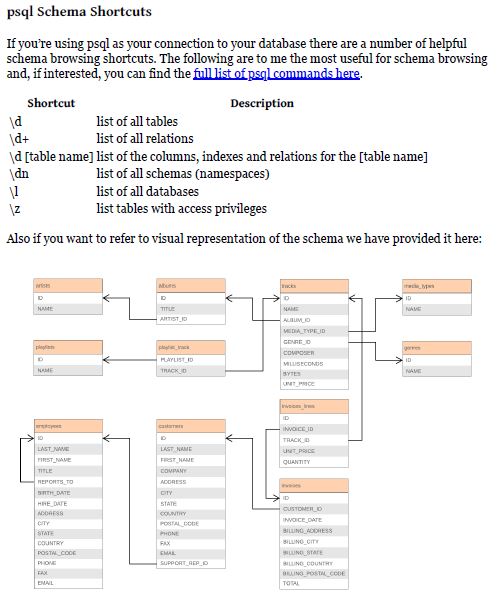 psql Schema Shortcuts
If you're using psql as your connection to your database there are a number of helpful
schema browsing shortcuts. The following are to me the most useful for schema browsing
and, if interested, you can find the full list of psql commands here.
Shortcut Description
\d list of all tables
\d+ list of all relations
\d [table name] list of the columns, indexes and relations for the [table name]
\dn list of all schemas (namespaces)
\l list of all databases
\z list tables with access privileges
Also if you want to refer to visual representation of the schema we have provided it here:
artists
ID
NAME
albums
ID
TITLE
ARTIST_ID
tracks
ID
NAME
ALBUM_ID
MEDIA_TYPE_ID
GENRE_ID
COMPOSER
MILLISECONDS
BYTES
UNIT_PRICE
media_types
ID
NAME
playlists
ID
NAME
playlist_track
PLAYLIST_ID
TRACK_ID
genres
ID
NAME
employees
ID
LAST_NAME
FIRST_NAME
TITLE
REPORTS_TO
BIRTH_DATE
HIRE_DATE
ADDRESS
CITY
STATE
COUNTRY
POSTAL_CODE
PHONE
FAX
EMAIL
customers
ID
LAST_NAME
FIRST_NAME
COMPANY
ADDRESS
CITY
STATE
COUNTRY
POSTAL_CODE
PHONE
FAX
EMAIL
SUPPORT_REP_ID
invoices_lines
ID
INVOICE_ID
TRACK_ID
UNIT_PRICE
QUANTITY
invoices
ID
CUSTOMER_ID
INVOICE_DATE
BILLING_ADDRESS
BILLING_CITY
BILLING_STATE
BILLING_COUNTRY
BILLING_POSTAL_CODE
TOTAL